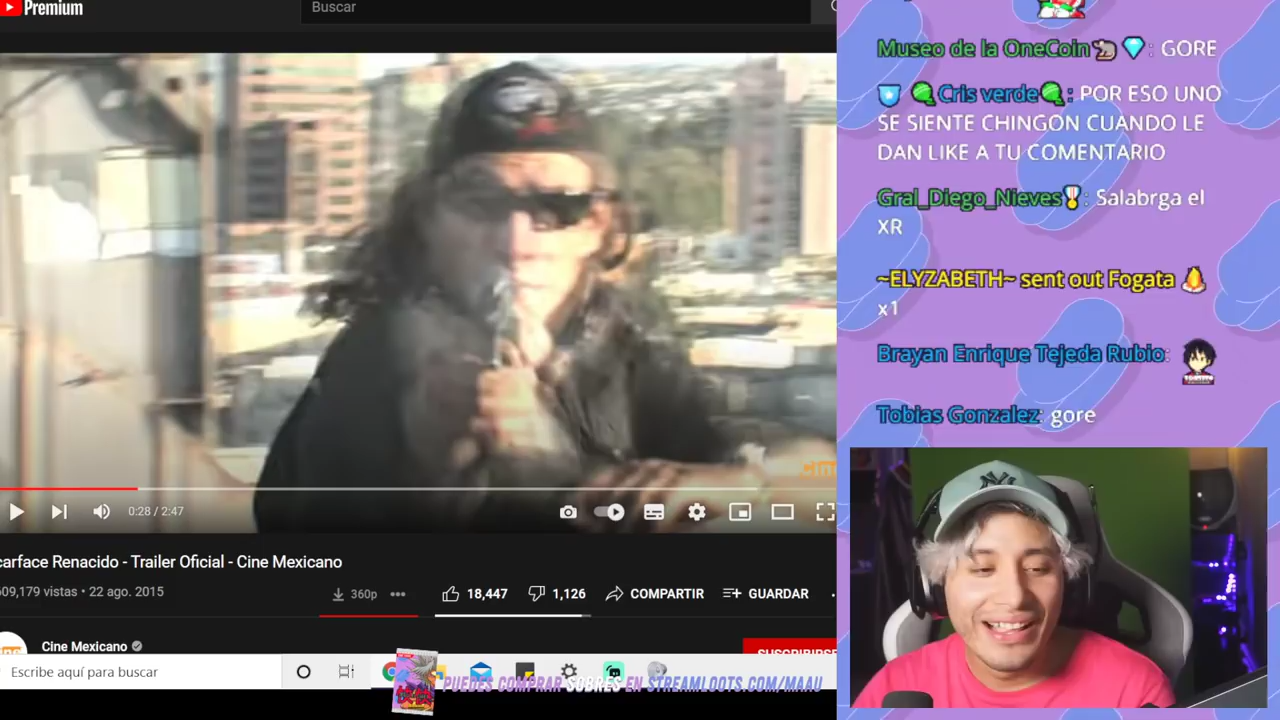 Premium
Buscar
0:28 / 2:47
arface Renacido - Trailer Oficial - Cine Mexicano
609,179 vistas • 22 ago. 2015
360p
18,447
1,126
COMPARTIR
GUARDAR
Cine Mexicano
SUSCRIBIRSE
Escribe aquí para buscar
PUEDES COMPRAR SOBRES EN STREAMLOOTS.COM/MAAU
Museo de la OneCoin: GORE
Cris verde: POR ESO UNO
SE SIENTE CHINGON CUANDO LE
DAN LIKE A TU COMENTARIO
Gral_Diego_Nieves: Salabrga el
XR
~ELYZABETH~ sent out Fogata
x1
Brayan Enrique Tejeda Rubio:
Tobias Gonzalez: gore